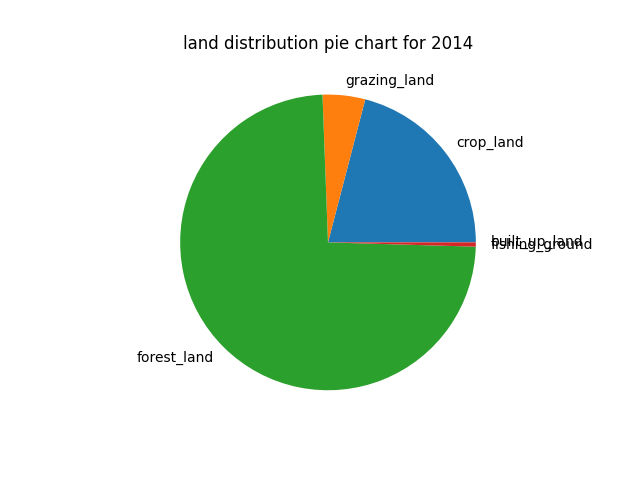 land distribution pie chart for 2014
grazing_land
crop_land
built_up_land
fishing_ground
forest_land